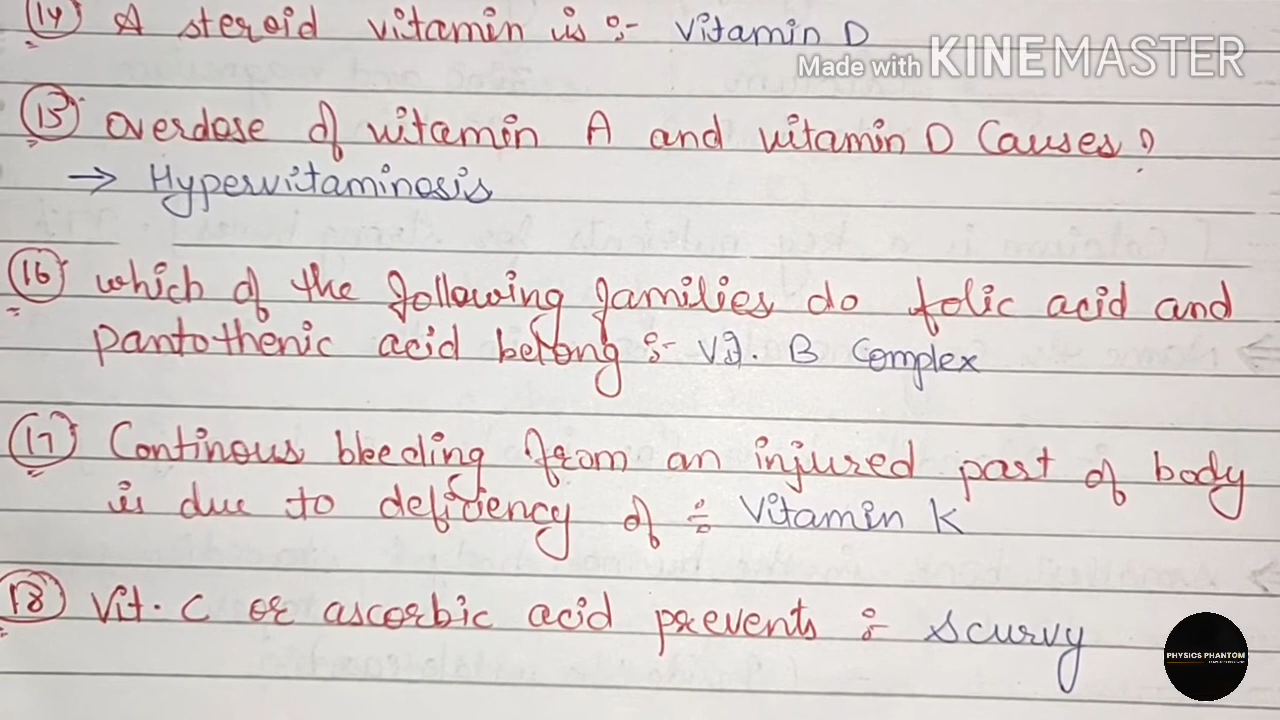 14 A steroid vitamin is :- Vitamin D
Made with KINEMASTER
15 overdose of vitamin A and vitamin D Causes ?
→ Hypervitaminosis
16 which of the following families do folic acid and
pantothenic acid belong :- Vit. B Complex
17 Continous bleeding from an injured part of body
is due to deficiency of :- Vitamin K
18 Vit. C or ascorbic acid prevents :- Scurvy
PHYSICS PHANTOM